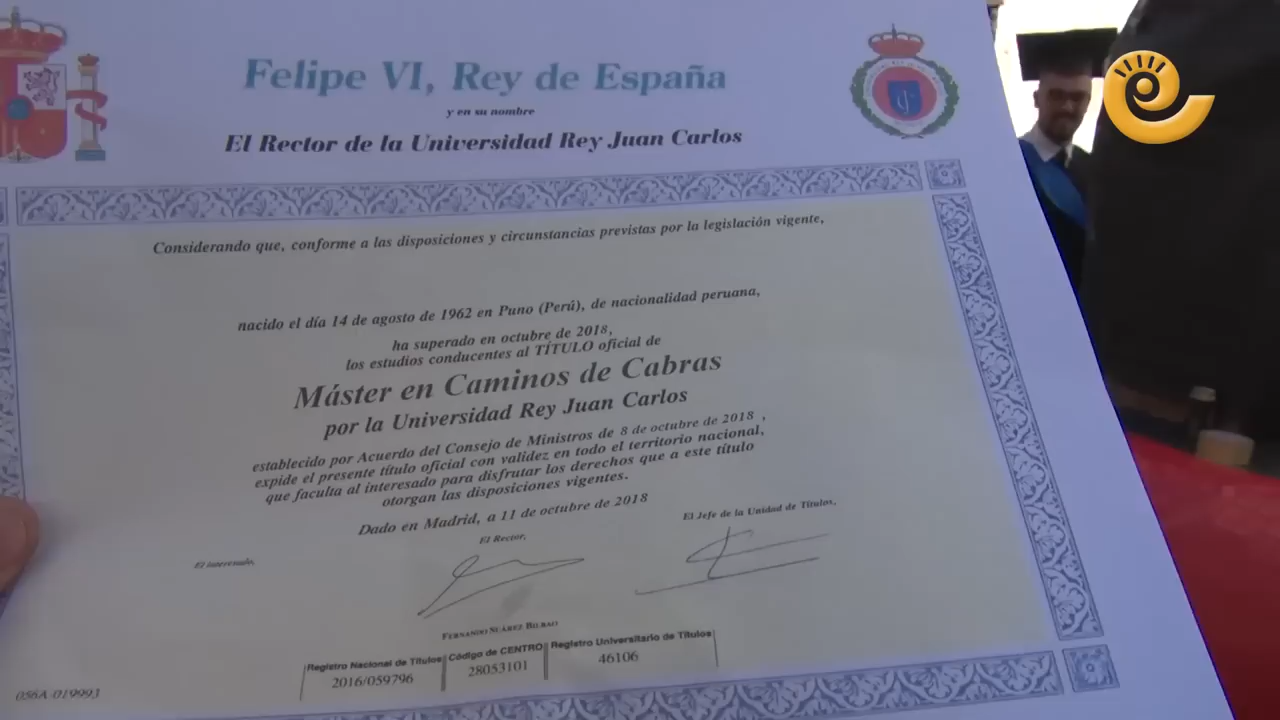 Felipe VI, Rey de España
y en su nombre
El Rector de la Universidad Rey Juan Carlos
Considerando que, conforme a las disposiciones y circunstancias previstas por la legislación vigente,
nacido el día 14 de agosto de 1962 en Puno (Perú), de nacionalidad peruana,
ha superado en octubre de 2018,
los estudios conducentes al TÍTULO oficial de
Máster en Caminos de Cabras
por la Universidad Rey Juan Carlos
establecido por Acuerdo del Consejo de Ministros de 8 de octubre de 2018 ,
expide el presente título oficial con validez en todo el territorio nacional,
que faculta al interesado para disfrutar los derechos que a este título
otorgan las disposiciones vigentes.
Dado en Madrid, a 11 de octubre de 2018
El interesado,
El Rector,
El Jefe de la Unidad de Títulos,
FERNANDO SUÁREZ BILBAO
Registro Nacional de Títulos
Código de CENTRO
Registro Universitario de Títulos
2016/059796
28053101
46106
056A-019993